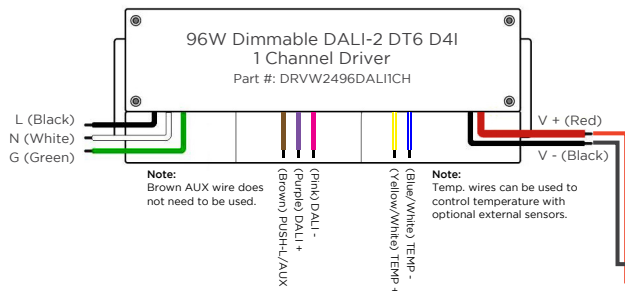 96W Dimmable DALI-2 DT6 D4I
1 Channel Driver
Part #: DRVW2496DALI1CH
L (Black)
N (White)
G (Green)
V + (Red)
V - (Black)
Note:
Brown AUX wire does
not need to be used.
(Brown) PUSH-L/AUX
(Purple) DALI +
(Pink) DALI -
(Yellow/White) TEMP +
(Blue/White) TEMP -
Note:
Temp. wires can be used to
control temperature with
optional external sensors.